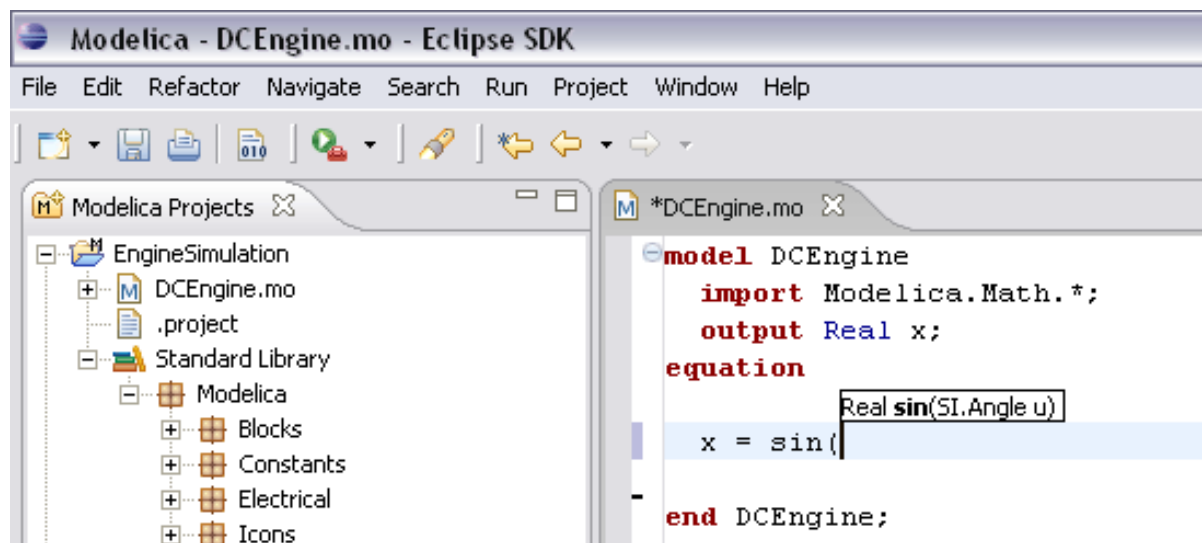 Modelica - DCEngine.mo - Eclipse SDK
File Edit Refactor Navigate Search Run Project Window Help
010
Modelica Projects
EngineSimulation
DCEngine.mo
.project
Standard Library
Modelica
Blocks
Constants
Electrical
Icons
*DCEngine.mo
model DCEngine
import Modelica.Math.*;
output Real x;
equation
Real sin(SI.Angle u)
x = sin(
end DCEngine;